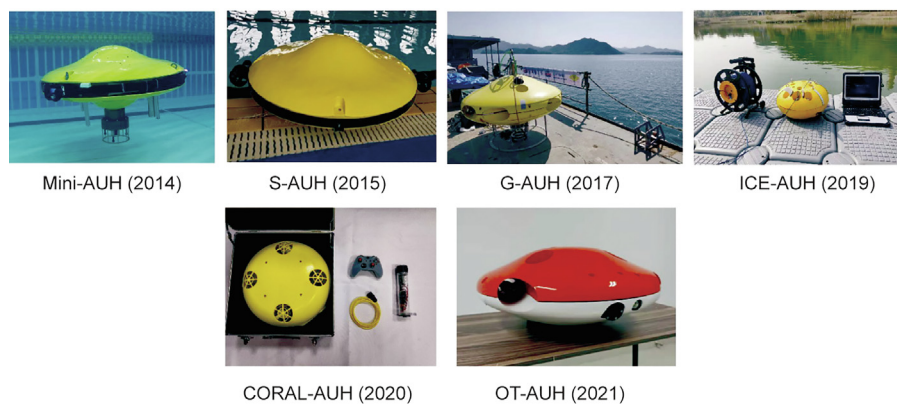 Mini-AUH (2014)
S-AUH (2015)
G-AUH (2017)
ICE-AUH (2019)
CORAL-AUH (2020)
OT-AUH (2021)